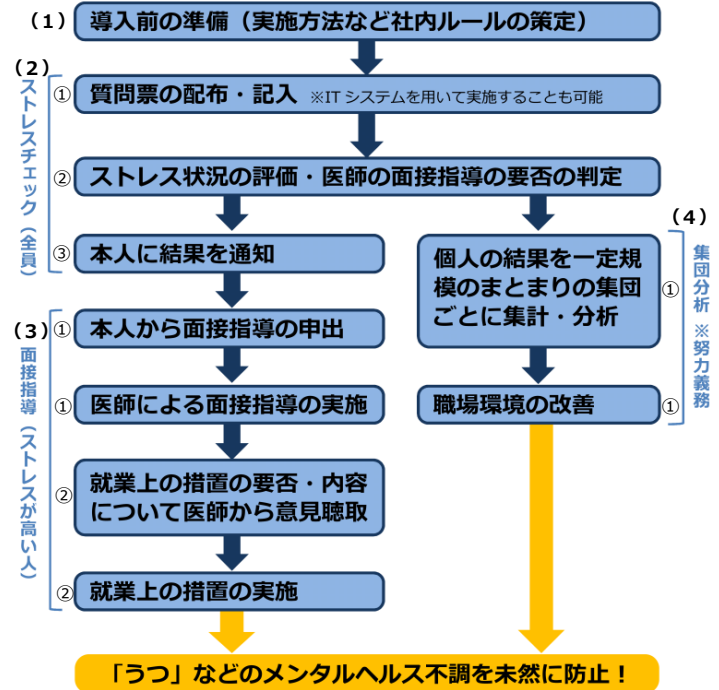 (1) 導入前の準備（実施方法など社内ルールの策定）
(2)
ストレスチェック（全員）
① 質問票の配布・記入 ※IT システムを用いて実施することも可能
② ストレス状況の評価・医師の面接指導の要否の判定
③ 本人に結果を通知
(3)
面接指導（ストレスが高い人）
① 本人から面接指導の申出
① 医師による面接指導の実施
② 就業上の措置の要否・内容
について医師から意見聴取
② 就業上の措置の実施
(4)
集団分析 ※努力義務
個人の結果を一定規
模のまとまりの集団 ①
ごとに集計・分析
職場環境の改善 ①
「うつ」などのメンタルヘルス不調を未然に防止！